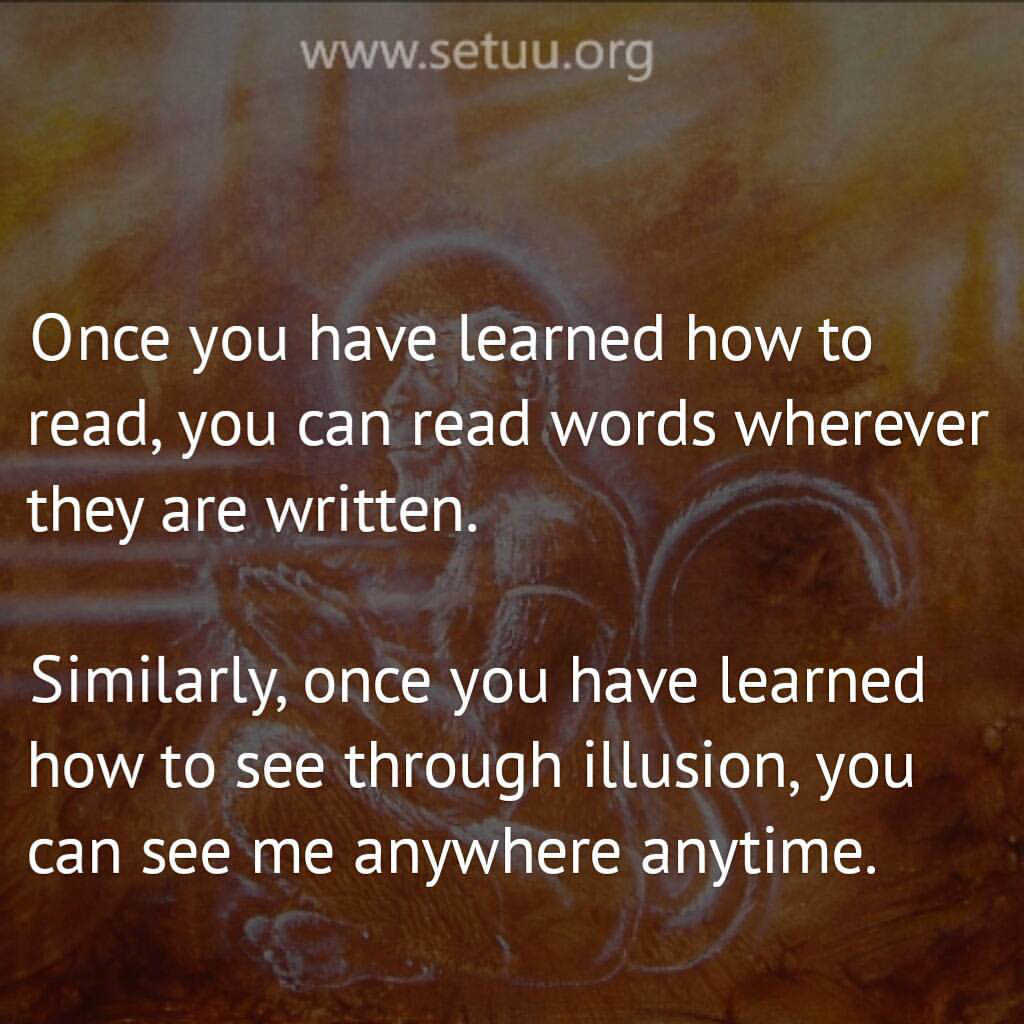 www.setuu.org
Once you have learned how to
read, you can read words wherever
they are written.
Similarly, once you have learned
how to see through illusion, you
can see me anywhere anytime.